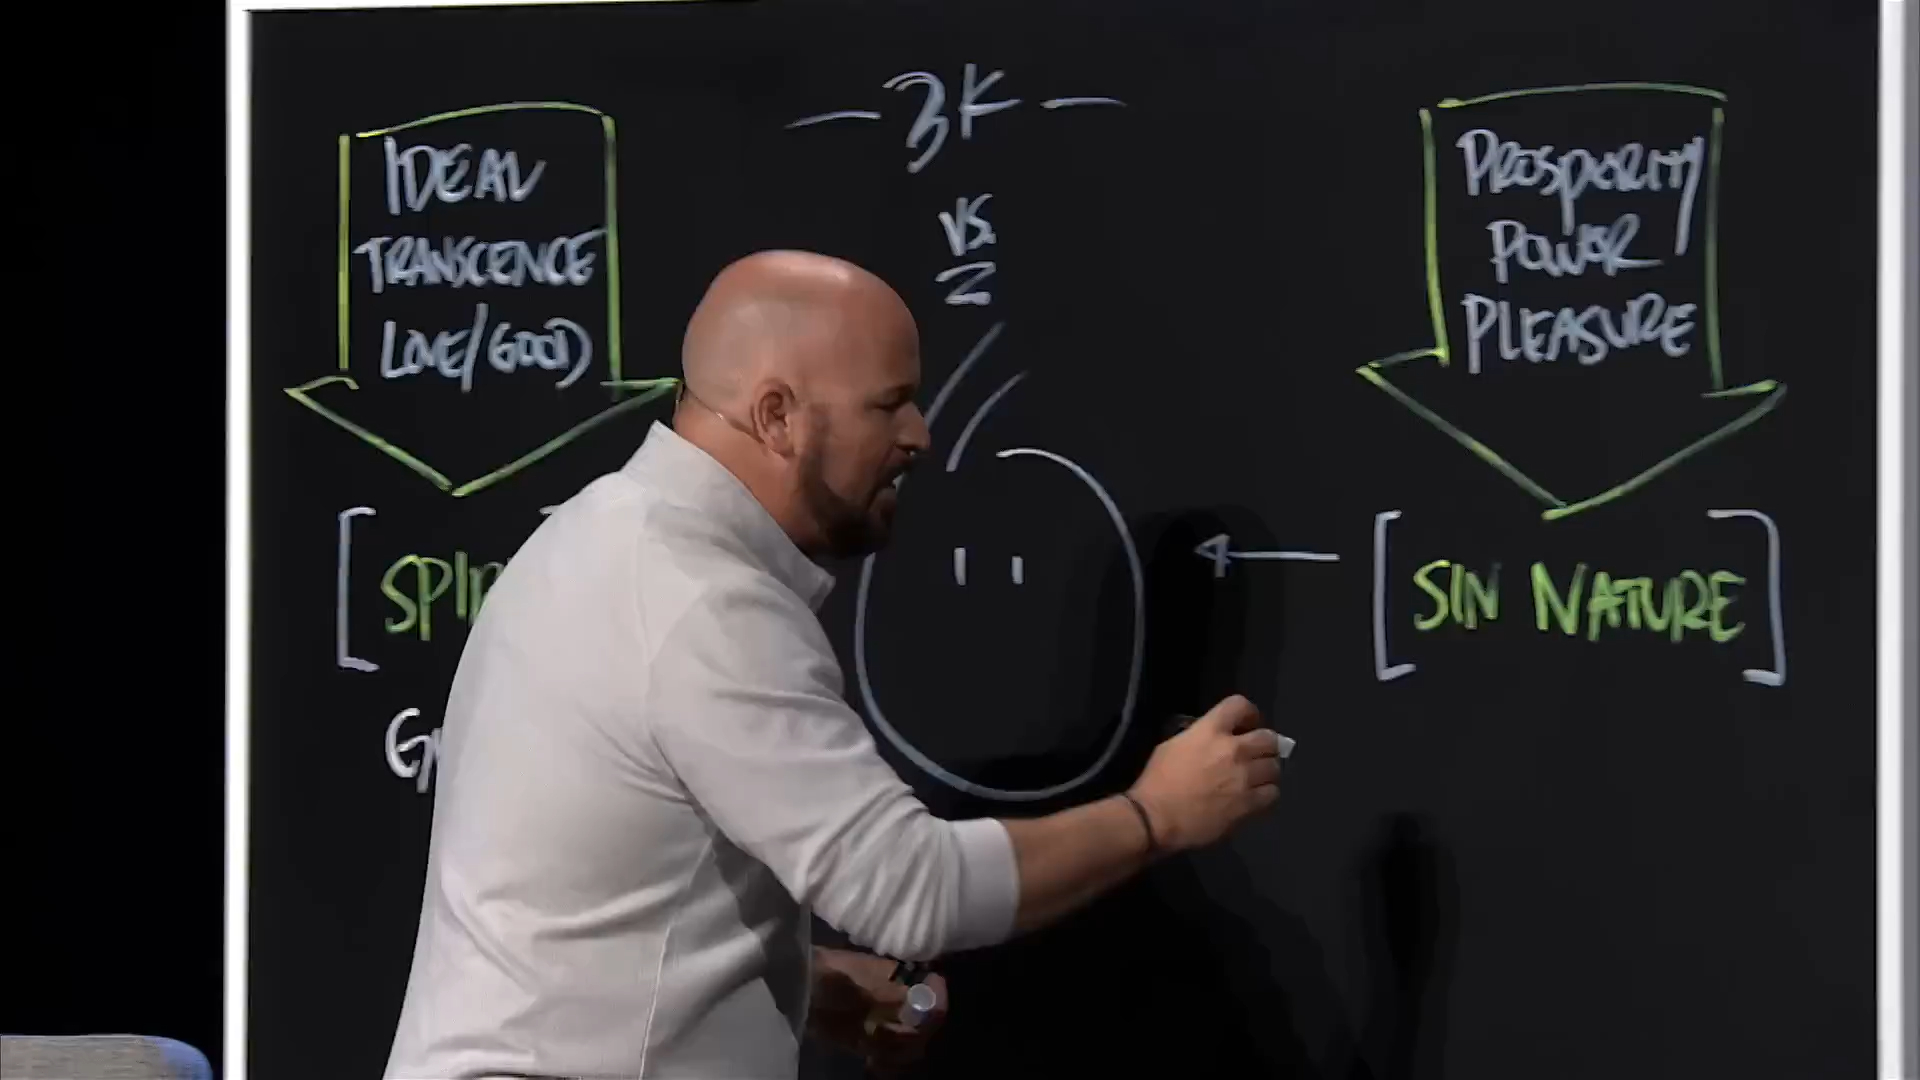 — 3K —
VS.
2
IDEAL
TRANSCENCE
LOVE/GOOD
PROSPERITY
POWER
PLEASURE
[SIN NATURE]